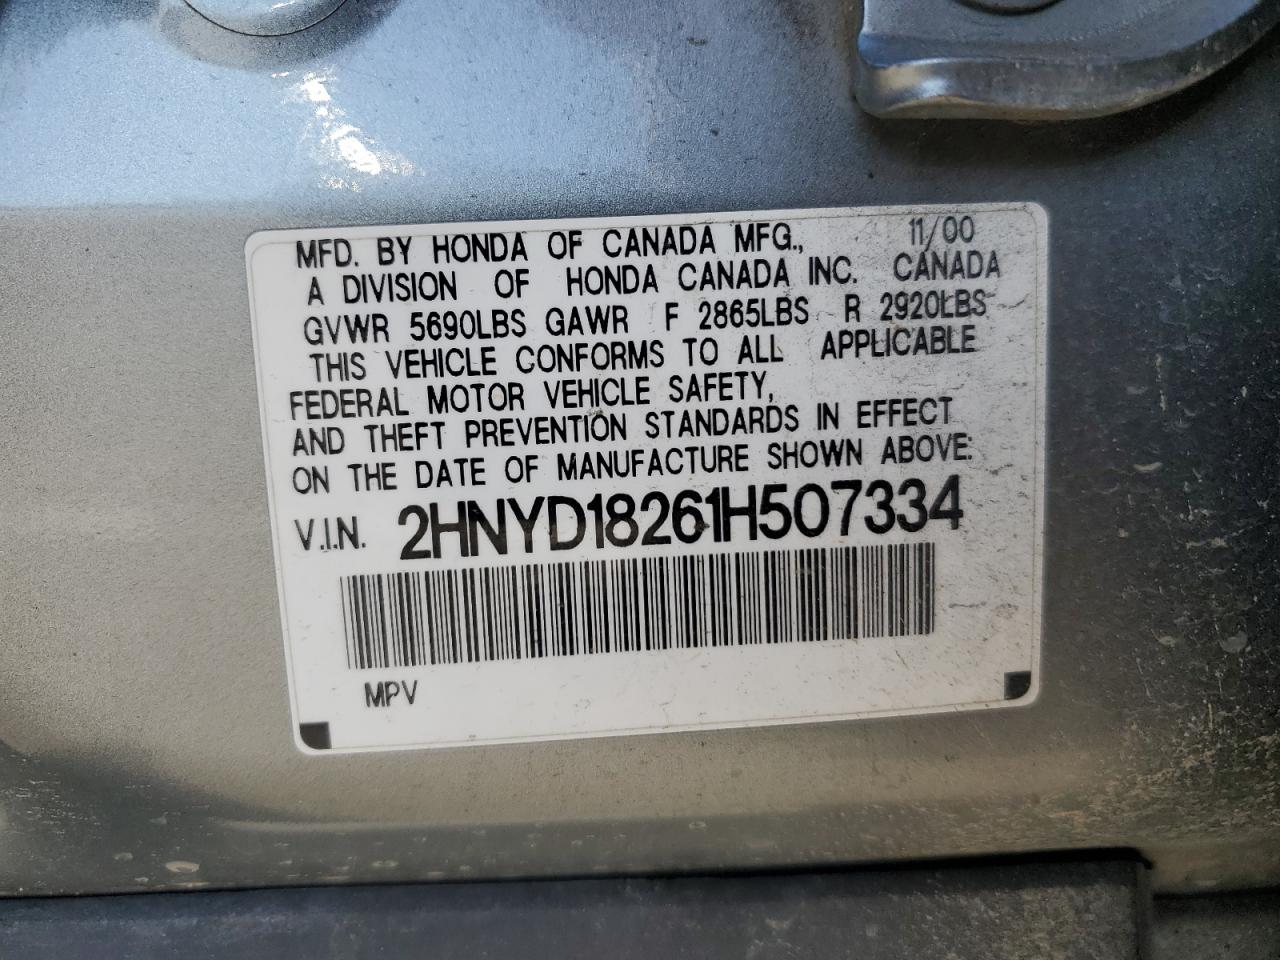 MFD. BY HONDA OF CANADA MFG., 11/00
A DIVISION OF HONDA CANADA INC. CANADA
GVWR 5690LBS GAWR F 2865LBS R 2920LBS
THIS VEHICLE CONFORMS TO ALL APPLICABLE
FEDERAL MOTOR VEHICLE SAFETY,
AND THEFT PREVENTION STANDARDS IN EFFECT
ON THE DATE OF MANUFACTURE SHOWN ABOVE:
V.I.N. 2HNYD18261H507334
MPV